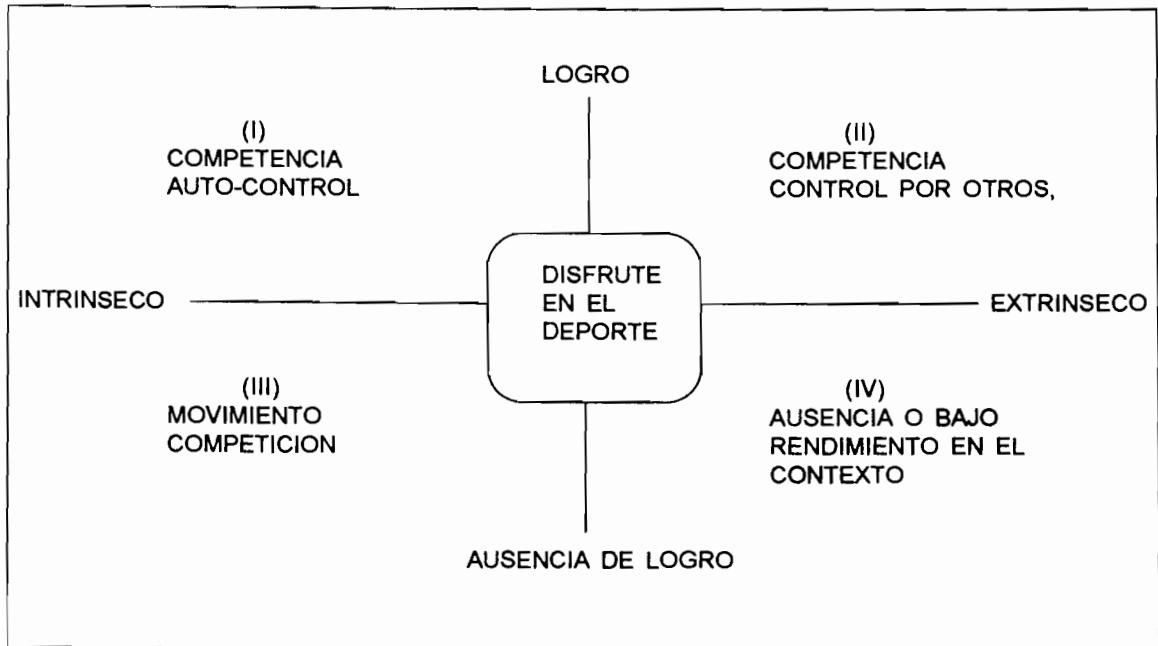 LOGRO
(I)
COMPETENCIA
AUTO-CONTROL
(II)
COMPETENCIA
CONTROL POR OTROS,
DISFRUTE
EN EL
DEPORTE
INTRINSECO
EXTRINSECO
(III)
MOVIMIENTO
COMPETICION
(IV)
AUSENCIA O BAJO
RENDIMIENTO EN EL
CONTEXTO
AUSENCIA DE LOGRO